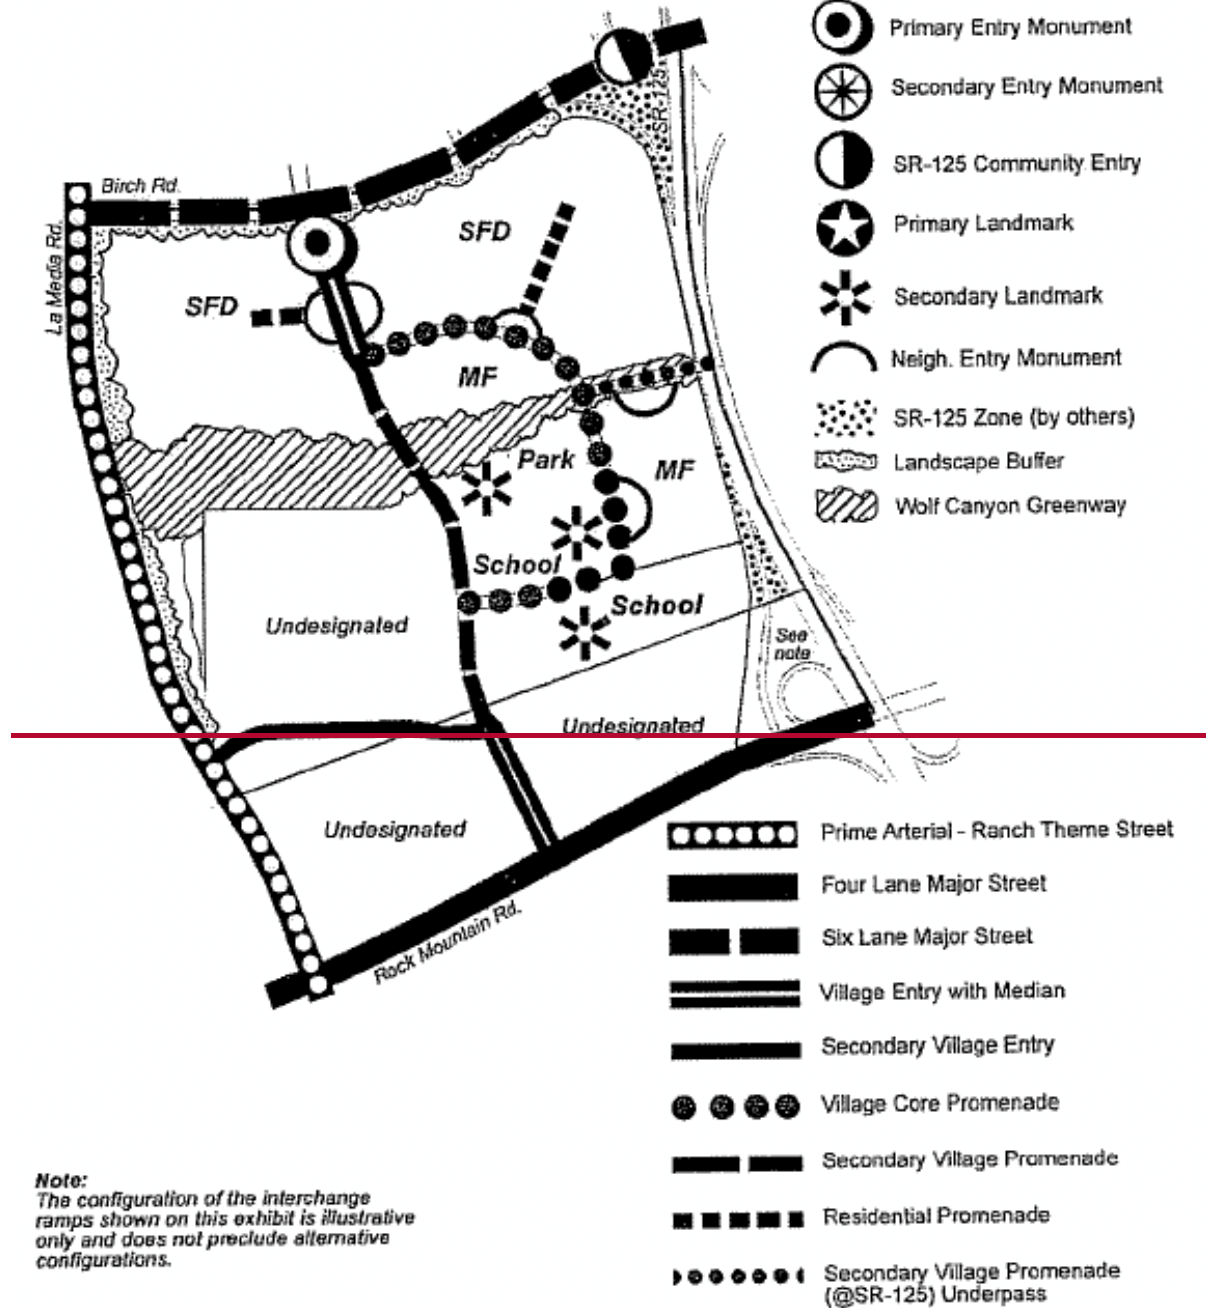 Primary Entry Monument
Secondary Entry Monument
SR-125 Community Entry
Primary Landmark
Secondary Landmark
Neigh. Entry Monument
SR-125 Zone (by others)
Landscape Buffer
Wolf Canyon Greenway
SR-125
Birch Rd.
La Media Rd.
SFD
SFD
MF
Park
MF
School
School
Undesignated
See
note
Undesignated
Undesignated
Rock Mountain Rd.
Prime Arterial - Ranch Theme Street
Four Lane Major Street
Six Lane Major Street
Village Entry with Median
Secondary Village Entry
Village Core Promenade
Secondary Village Promenade
Residential Promenade
Secondary Village Promenade
(@SR-125) Underpass
Note:
The configuration of the interchange
ramps shown on this exhibit is illustrative
only and does not preclude alternative
configurations.